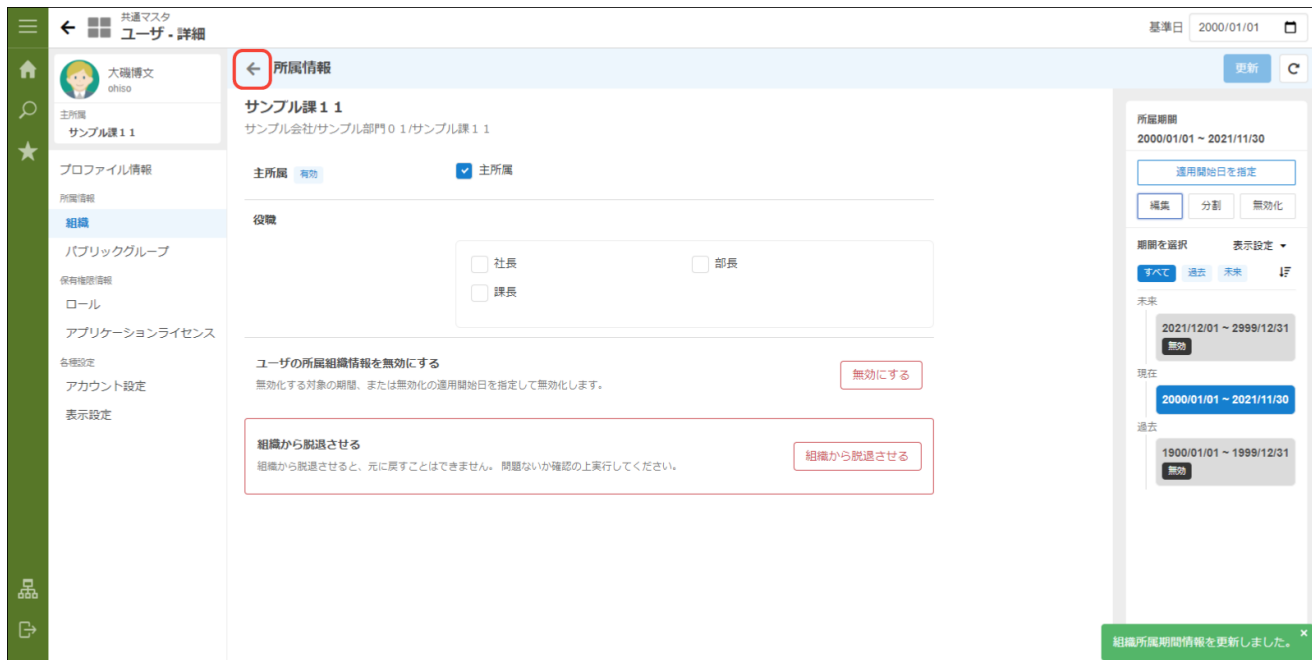 共通マスタ
ユーザ - 詳細
基準日 2000/01/01
大磯博文
ohiso
主所属
サンプル課１１
プロファイル情報
所属情報
組織
パブリックグループ
保有権限情報
ロール
アプリケーションライセンス
各種設定
アカウント設定
表示設定
所属情報
更新
サンプル課１１
サンプル会社/サンプル部門０１/サンプル課１１
主所属 有効
主所属
役職
社長
部長
課長
ユーザの所属組織情報を無効にする
無効化する対象の期間、または無効化の適用開始日を指定して無効化します。
無効にする
組織から脱退させる
組織から脱退させると、元に戻すことはできません。 問題ないか確認の上実行してください。
組織から脱退させる
所属期間
2000/01/01 ~ 2021/11/30
適用開始日を指定
編集 分割 無効化
期間を選択 表示設定
すべて 過去 未来
未来
2021/12/01 ~ 2999/12/31
無効
現在
2000/01/01 ~ 2021/11/30
過去
1900/01/01 ~ 1999/12/31
無効
組織所属期間情報を更新しました。 ×